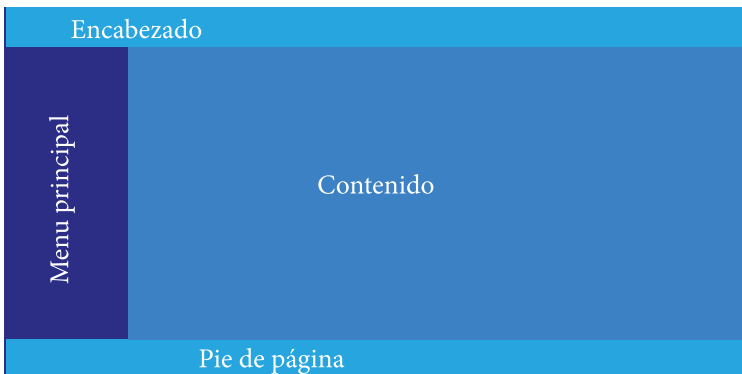 Encabezado
Menu principal
Contenido
Pie de página